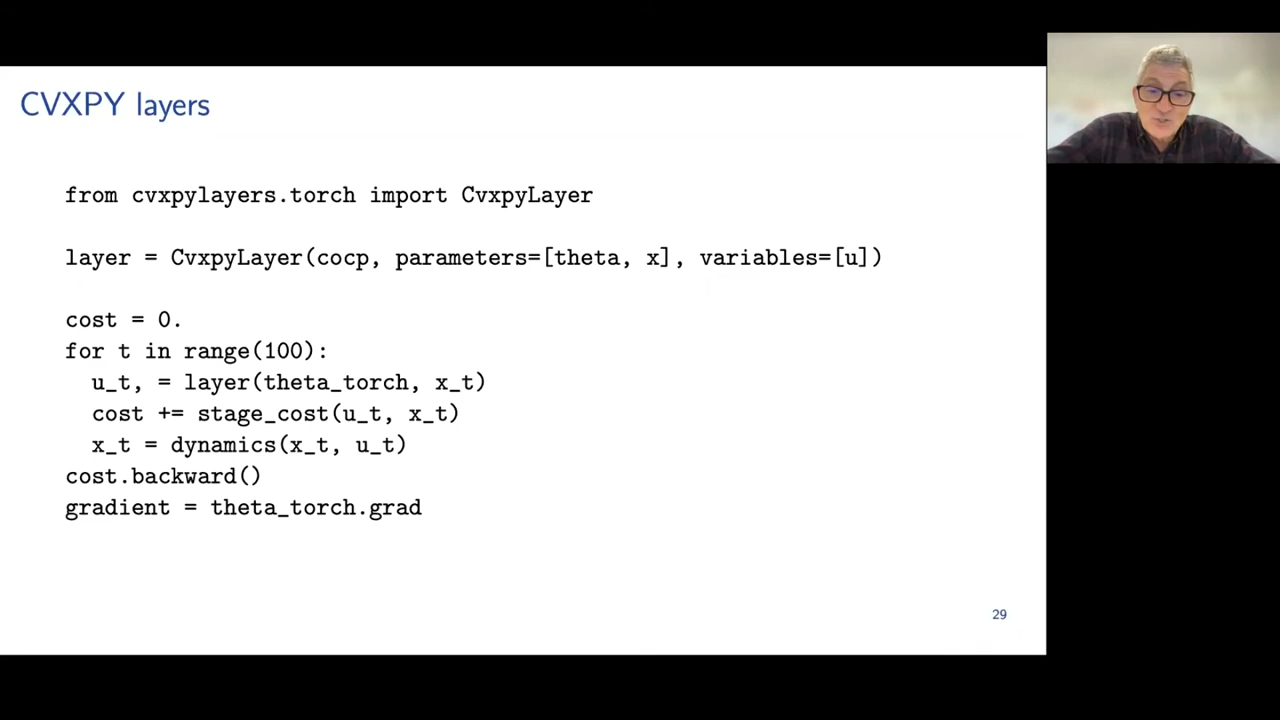 CVXPY layers
from cvxpylayers.torch import CvxpyLayer
layer = CvxpyLayer(cocp, parameters=[theta, x], variables=[u])
cost = 0.
for t in range(100):
  u_t, = layer(theta_torch, x_t)
  cost += stage_cost(u_t, x_t)
  x_t = dynamics(x_t, u_t)
cost.backward()
gradient = theta_torch.grad
29